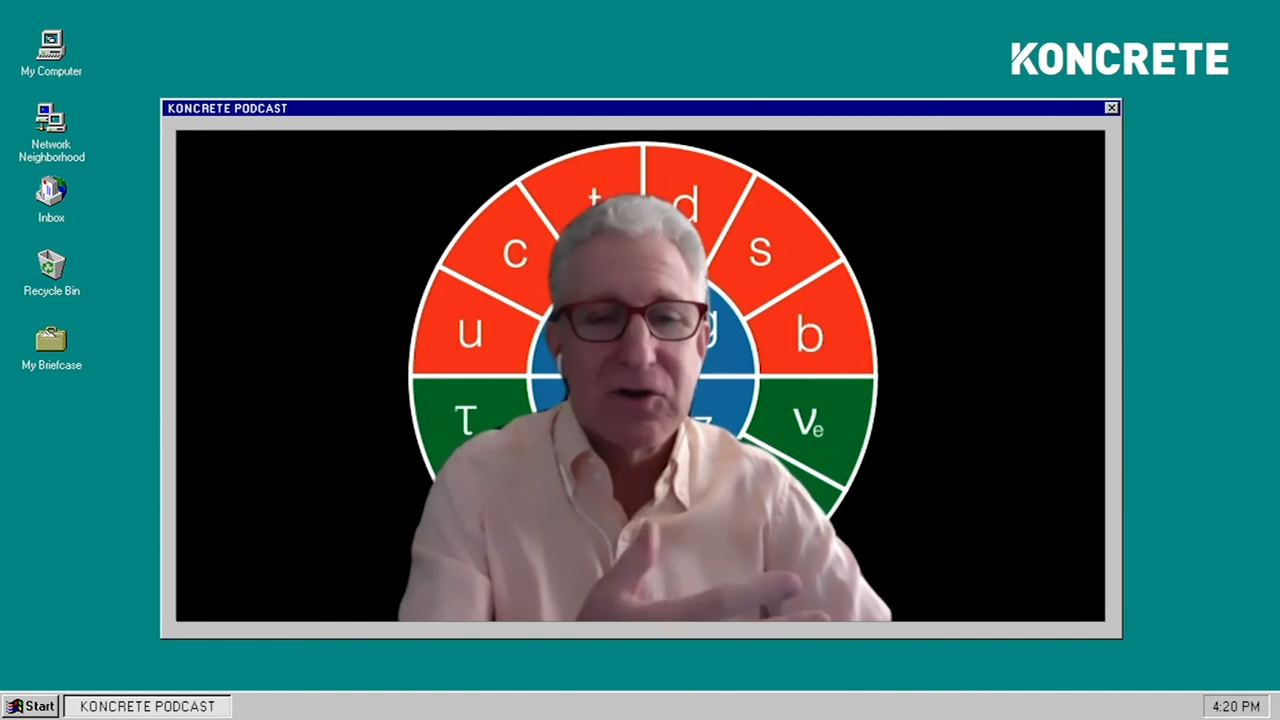 My Computer
Network
Neighborhood
Inbox
Recycle Bin
My Briefcase
KONCRETE
KONCRETE PODCAST
t
d
c
s
u
g
b
τ
νe
Start
KONCRETE PODCAST
4:20 PM